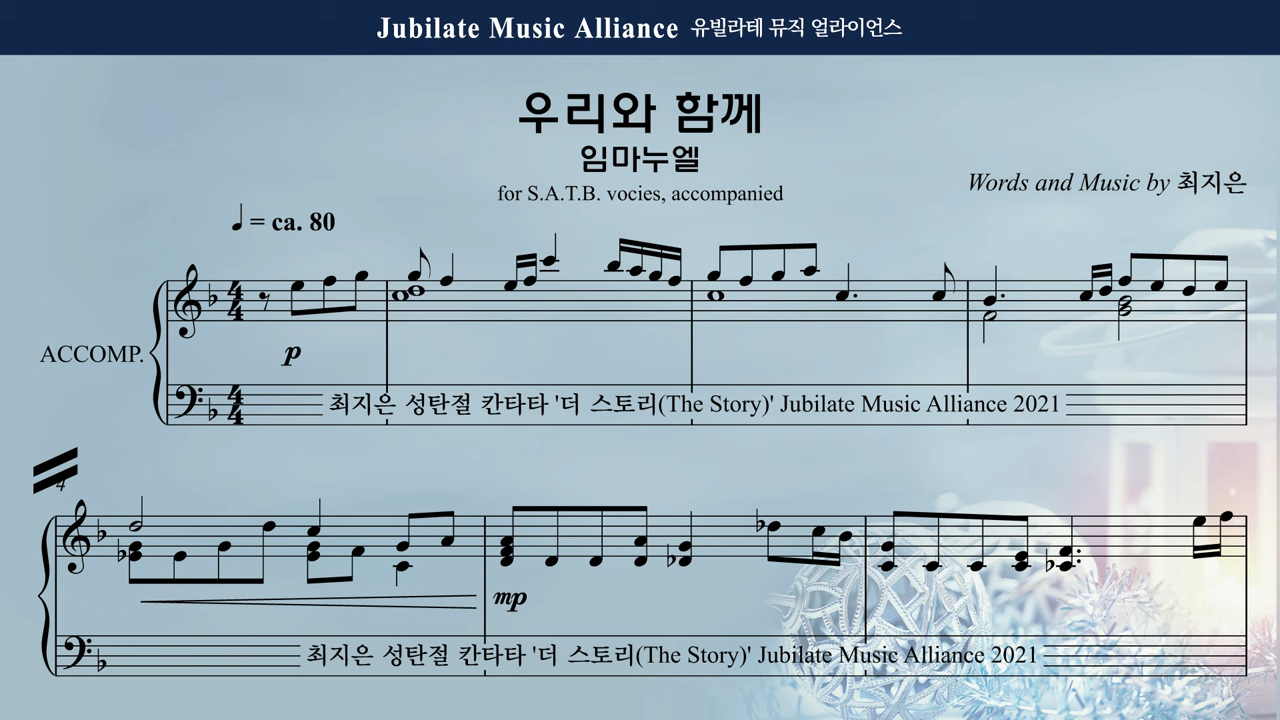 Jubilate Music Alliance 유빌라테 뮤직 얼라이언스
우리와 함께
임마누엘
for S.A.T.B. vocies, accompanied
Words and Music by 최지은
= ca. 80
4
4
p
ACCOMP.
4
4
최지은 성탄절 칸타타 '더 스토리(The Story)' Jubilate Music Alliance 2021
4
mp
최지은 성탄절 칸타타 '더 스토리(The Story)' Jubilate Music Alliance 2021